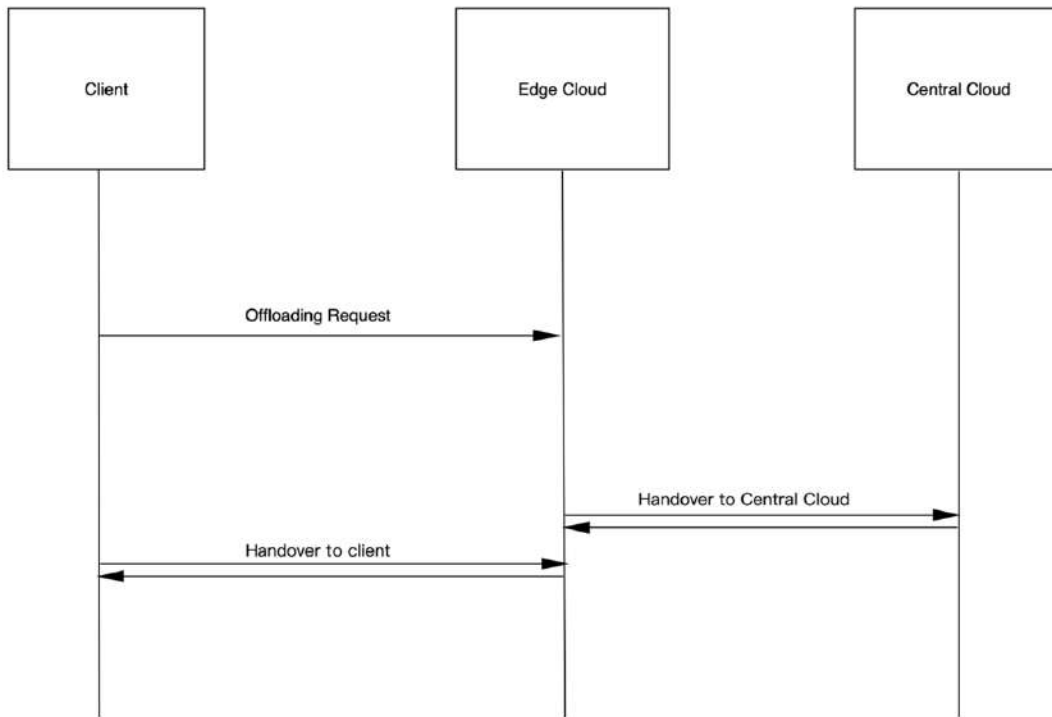 Client
Edge Cloud
Central Cloud
Offloading Request
Handover to Central Cloud
Handover to client